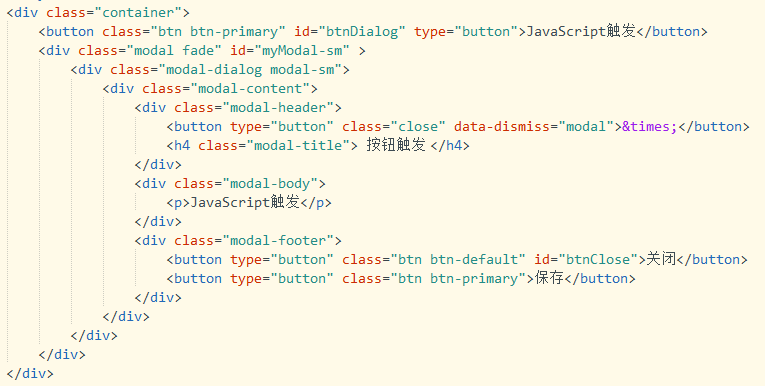 <div class="container">
    <button class="btn btn-primary" id="btnDialog" type="button">JavaScript触发</button>
    <div class="modal fade" id="myModal-sm" >
        <div class="modal-dialog modal-sm">
            <div class="modal-content">
                <div class="modal-header">
                    <button type="button" class="close" data-dismiss="modal">&times;</button>
                    <h4 class="modal-title"> 按钮触发 </h4>
                </div>
                <div class="modal-body">
                    <p>JavaScript触发</p>
                </div>
                <div class="modal-footer">
                    <button type="button" class="btn btn-default" id="btnClose">关闭</button>
                    <button type="button" class="btn btn-primary">保存</button>
                </div>
            </div>
        </div>
    </div>
</div>